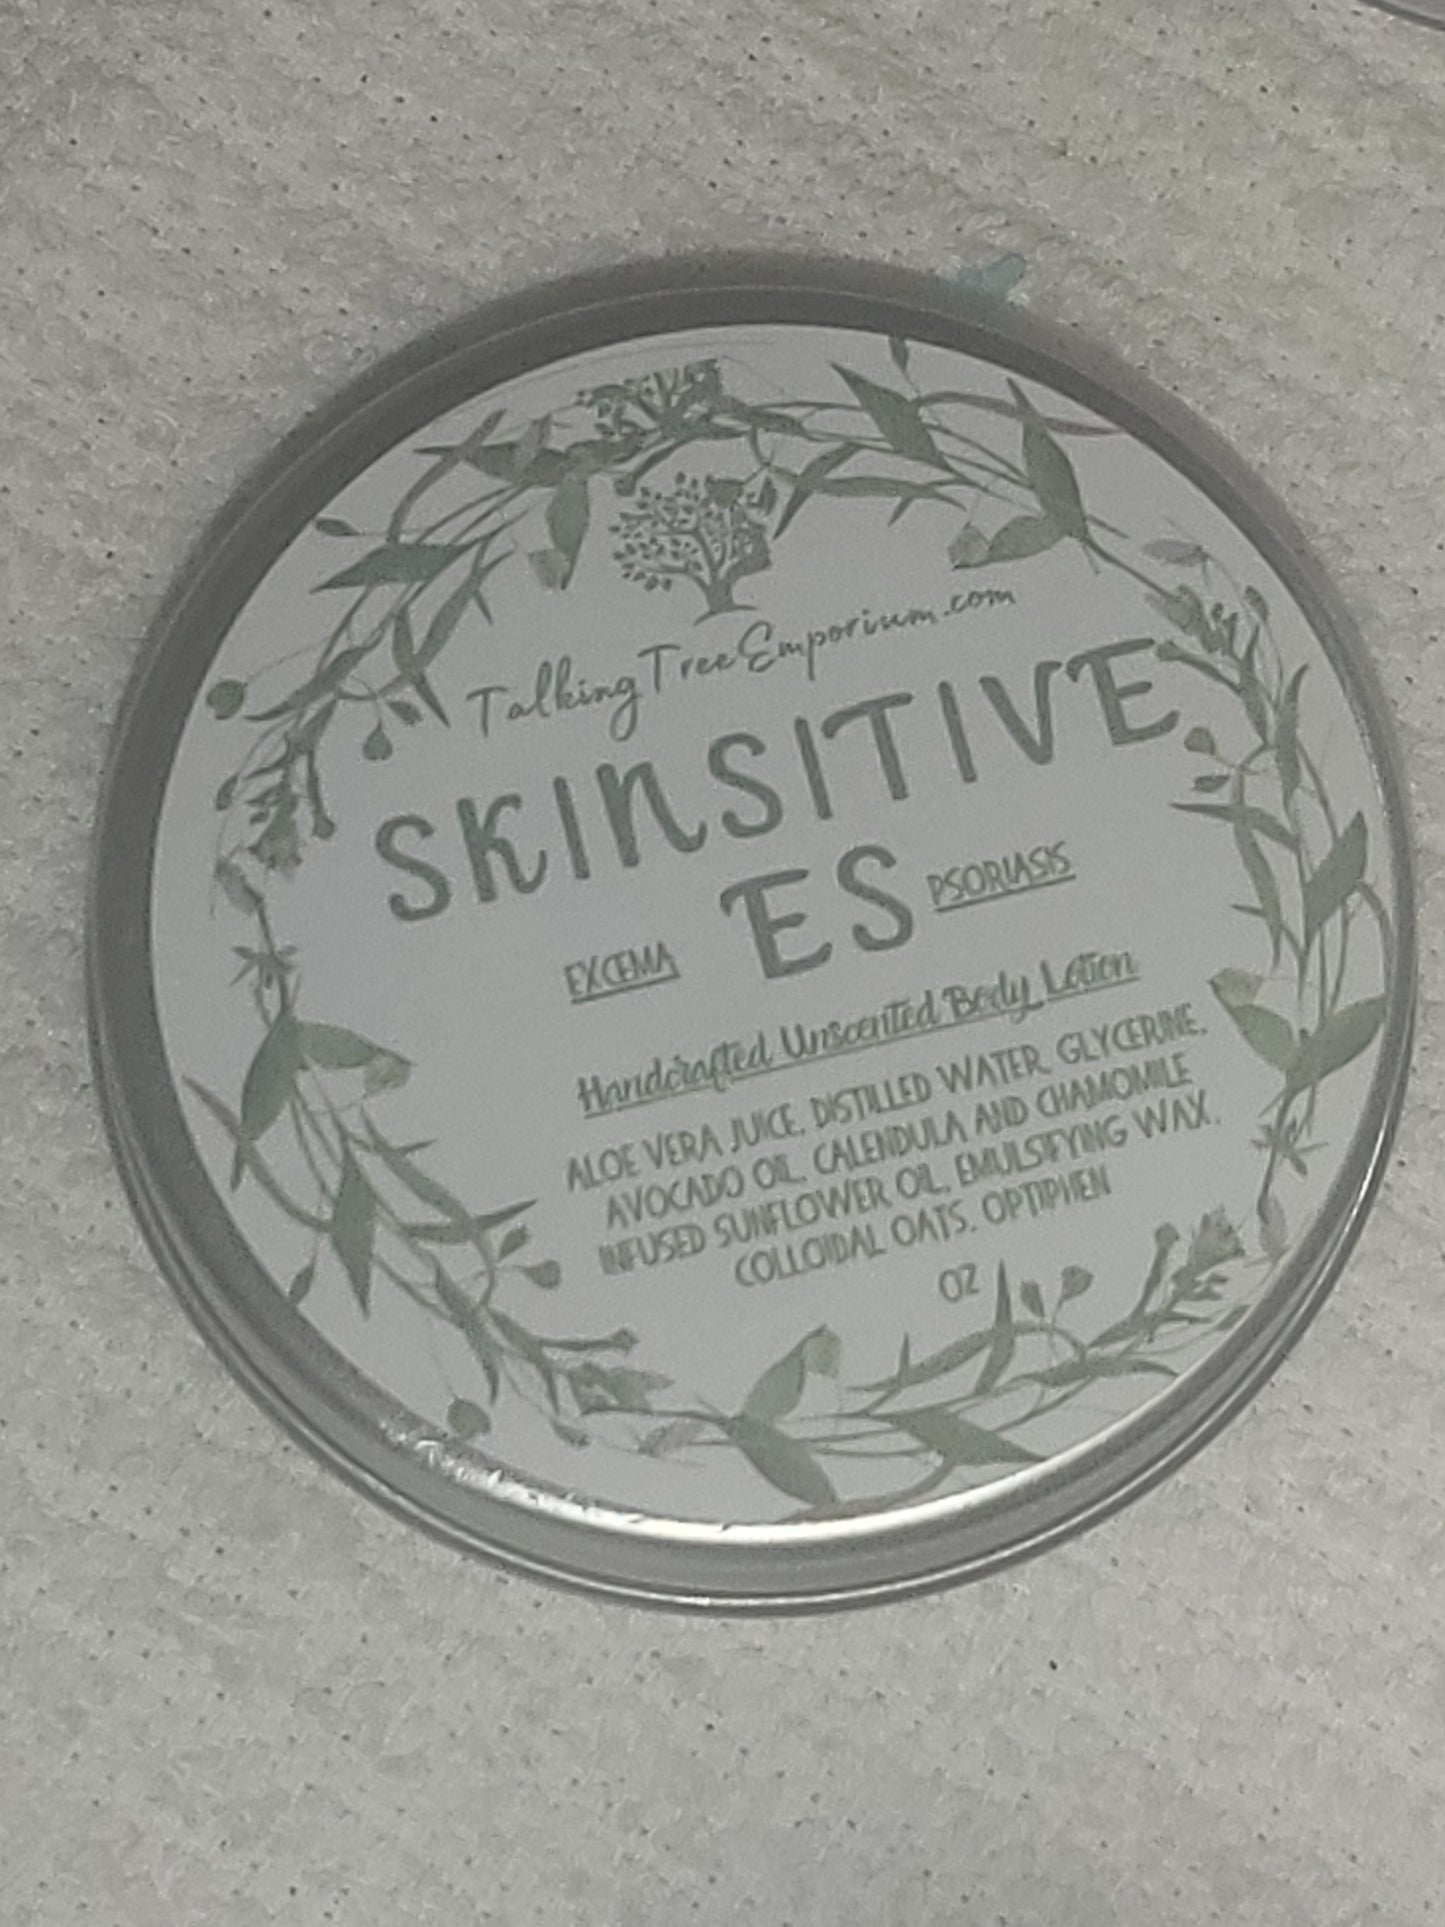 TalkingTreeEmporium.com
SKINSITIVE
ES
EXCEMA
PSORIASIS
Handcrafted Unscented Body Lotion
ALOE VERA JUICE, DISTILLED WATER, GLYCERINE,
AVOCADO OIL, CALENDULA AND CHAMOMILE
INFUSED SUNFLOWER OIL, EMULSIFYING WAX,
COLLOIDAL OATS, OPTIPHEN
OZ